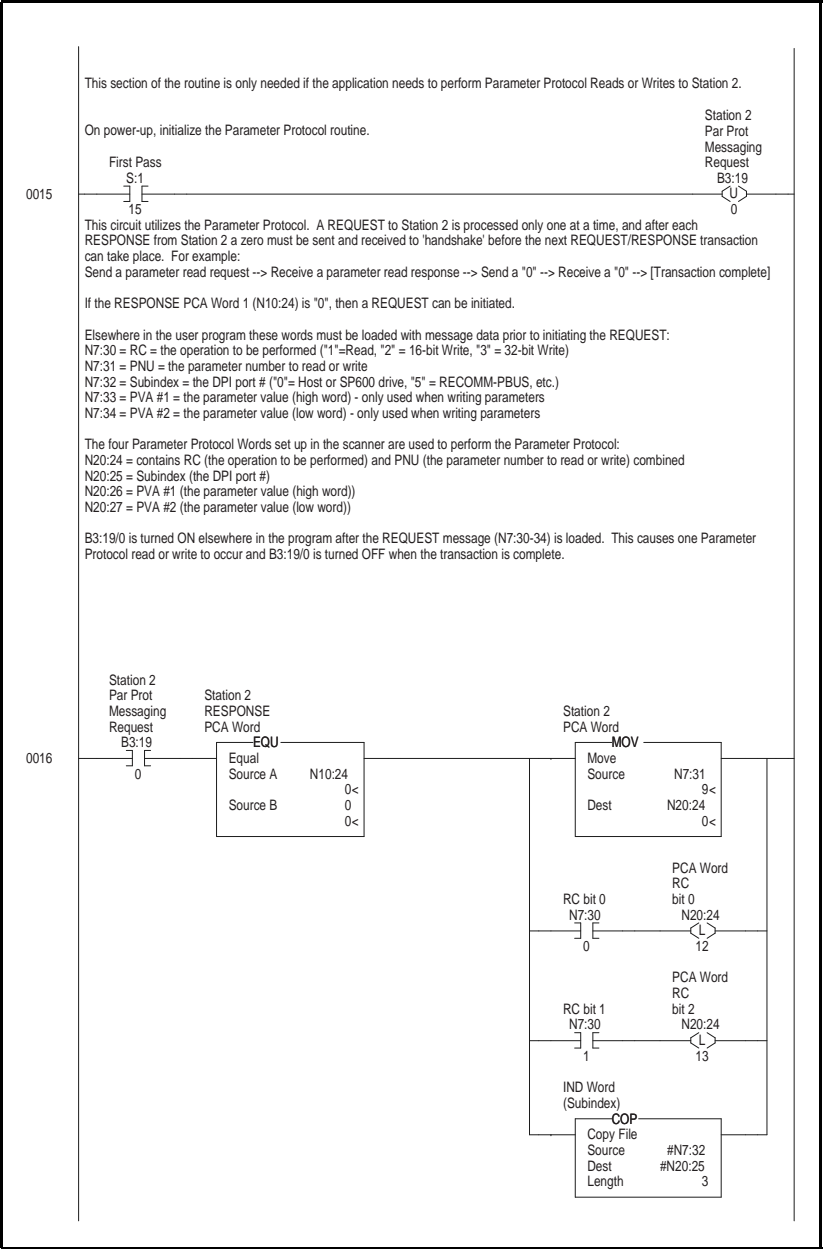 This section of the routine is only needed if the application needs to perform Parameter Protocol Reads or Writes to Station 2.
On power-up, initialize the Parameter Protocol routine.
Station 2
Par Prot
Messaging
Request
B3:19
U
0
First Pass
S:1
15
0015
This circuit utilizes the Parameter Protocol. A REQUEST to Station 2 is processed only one at a time, and after each
RESPONSE from Station 2 a zero must be sent and received to 'handshake' before the next REQUEST/RESPONSE transaction
can take place. For example:
Send a parameter read request --> Receive a parameter read response --> Send a "0" --> Receive a "0" --> [Transaction complete]
If the RESPONSE PCA Word 1 (N10:24) is "0", then a REQUEST can be initiated.
Elsewhere in the user program these words must be loaded with message data prior to initiating the REQUEST:
N7:30 = RC = the operation to be performed ("1"=Read, "2" = 16-bit Write, "3" = 32-bit Write)
N7:31 = PNU = the parameter number to read or write
N7:32 = Subindex = the DPI port # ("0"= Host or SP600 drive, "5" = RECOMM-PBUS, etc.)
N7:33 = PVA #1 = the parameter value (high word) - only used when writing parameters
N7:34 = PVA #2 = the parameter value (low word) - only used when writing parameters
The four Parameter Protocol Words set up in the scanner are used to perform the Parameter Protocol:
N20:24 = contains RC (the operation to be performed) and PNU (the parameter number to read or write) combined
N20:25 = Subindex (the DPI port #)
N20:26 = PVA #1 (the parameter value (high word))
N20:27 = PVA #2 (the parameter value (low word))
B3:19/0 is turned ON elsewhere in the program after the REQUEST message (N7:30-34) is loaded. This causes one Parameter
Protocol read or write to occur and B3:19/0 is turned OFF when the transaction is complete.
0016
Station 2
Par Prot
Messaging
Request
B3:19
0
Station 2
RESPONSE
PCA Word
EQU
Equal
Source A N10:24
0<
Source B 0
0<
Station 2
PCA Word
MOV
Move
Source N7:31
9<
Dest N20:24
0<
RC bit 0
N7:30
0
PCA Word
RC
bit 0
N20:24
L
12
RC bit 1
N7:30
1
PCA Word
RC
bit 2
N20:24
L
13
IND Word
(Subindex)
COP
Copy File
Source #N7:32
Dest #N20:25
Length 3